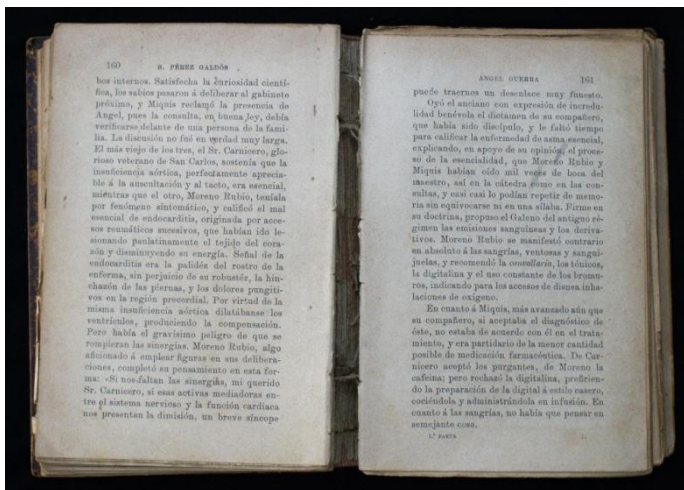 160 B. PÉREZ GALDÓS
bos internos. Satisfecha la curiosidad cientí-
fica, los sabios pasaron á deliberar al gabinete
próximo, y Miquis reclamó la presencia de
Angel, pues la consulta, en buena ley, debía
verificarse delante de una persona de la fami-
lia. La discusión no fué en verdad muy larga.
El más viejo de los tres, el Sr. Carnicero, glo-
rioso veterano de San Carlos, sostenía que la
insuficiencia aórtica, perfectamente aprecia-
ble á la auscultación y al tacto, era esencial,
mientras que el otro, Moreno Rubio, teníala
por fenómeno sintomático, y calificó el mal
esencial de endocarditis, originada por acce-
sos reumáticos sucesivos, que habían ido le-
sionando paulatinamente el tejido del cora-
zón y disminuyendo su energía. Señal de la
endocarditis era la palidéz del rostro de la
enferma, sin perjuicio de su robustéz, la hin-
chazón de las piernas, y los dolores pungiti-
vos en la región precordial. Por virtud de la
misma insuficiencia aórtica dilatábanse los
ventrículos, produciendo la compensación.
Pero había el gravísimo peligro de que se
rompieran las sinergias. Moreno Rubio, algo
aficionado á emplear figuras en sus delibera-
ciones, completó su pensamiento en esta for-
ma: «Si nos faltan las sinergias, mi querido
Sr. Carnicero, si esas activas mediadoras en-
tre el sistema nervioso y la función cardiaca
nos presentan la dimisión, un breve síncope
ANGEL GUERRA 161
puede traernos un desenlace muy funesto.
Oyó el anciano con expresión de incredu-
lidad benévola el dictamen de su compañero,
que había sido discípulo, y le faltó tiempo
para calificar la enfermedad de asma esencial,
explicando, en apoyo de su opinión, el proce-
so de la esencialidad, que Moreno Rubio y
Miquis habían oído mil veces de boca del
maestro, así en la cátedra como en las con-
sultas, y casi casi lo podían repetir de memo-
ria sin equivocarse ni en una sílaba. Firme en
su doctrina, propuso el Galeno del antiguo ré-
gimen las emisiones sanguíneas y los deriva-
tivos. Moreno Rubio se manifestó contrario
en absoluto á las sangrías, ventosas y sangui-
juelas, y recomendó la convallaria, los tónicos,
la digitalina y el uso constante de los bromu-
ros, indicando para los accesos de disnea inha-
laciones de oxígeno.
En cuanto á Miquis, más avanzado aún que
su compañero, si aceptaba el diagnóstico de
éste, no estaba de acuerdo con él en el trata-
miento, y era partidario de la menor cantidad
posible de medicación farmacéutica. De Car-
nicero aceptó los purgantes, de Moreno la
cafeina; pero rechazó la digitalina, prefirien-
do la preparación de la digital á estilo casero,
cociéndola y administrándola en infusión. En
cuanto á las sangrías, no había que pensar en
semejante cosa.
1.ª PARTE